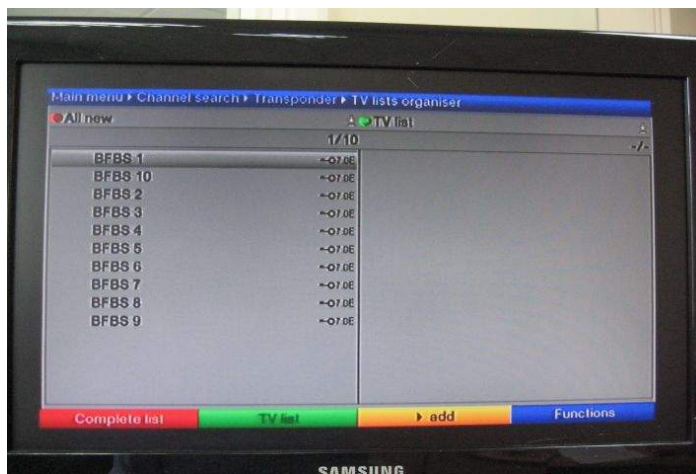 Main menu ▸ Channel search ▸ Transponder ▸ TV lists organiser
All new A TV list A
1/10 -/-
BFBS 1 07.0E
BFBS 10 07.0E
BFBS 2 07.0E
BFBS 3 07.0E
BFBS 4 07.0E
BFBS 5 07.0E
BFBS 6 07.0E
BFBS 7 07.0E
BFBS 8 07.0E
BFBS 9 07.0E
Complete list TV list ▸ add Functions
SAMSUNG